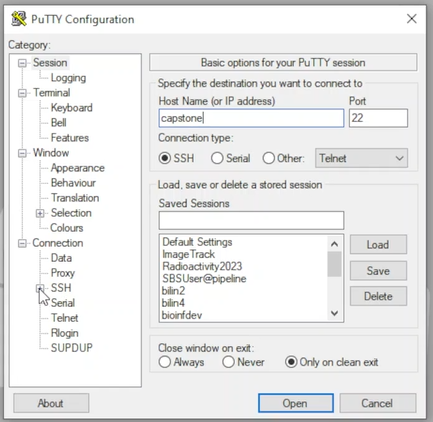 PuTTY Configuration
Category:
Session
Logging
Terminal
Keyboard
Bell
Features
Window
Appearance
Behaviour
Translation
Selection
Colours
Connection
Data
Proxy
SSH
Serial
Telnet
Rlogin
SUPDUP
Basic options for your PuTTY session
Specify the destination you want to connect to
Host Name (or IP address) Port
capstone 22
Connection type:
SSH Serial Other: Telnet
Load, save or delete a stored session
Saved Sessions
Default Settings
ImageTrack
Radioactivity2023
SBSUser@pipeline
bilin2
bilin4
bioinfdev
Load
Save
Delete
Close window on exit:
Always Never Only on clean exit
About Open Cancel